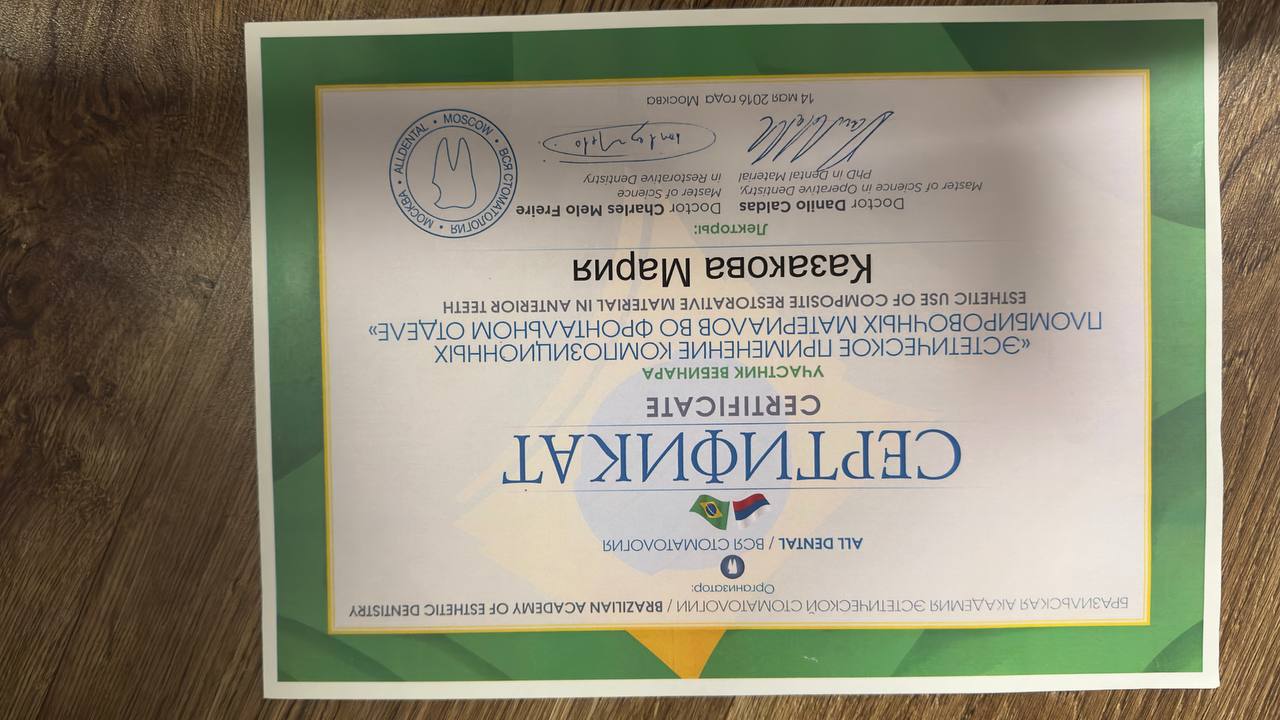 БРАЗИЛЬСКАЯ АКАДЕМИЯ ЭСТЕТИЧЕСКОЙ СТОМАТОЛОГИИ / BRAZILIAN ACADEMY OF ESTHETIC DENTISTRY
Организатор:
ALL DENTAL / ВСЯ СТОМАТОЛОГИЯ
СЕРТИФИКАТ
CERTIFICATE
УЧАСТНИК ВЕБИНАРА
«ЭСТЕТИЧЕСКОЕ ПРИМЕНЕНИЕ КОМПОЗИЦИОННЫХ
ПЛОМБИРОВОЧНЫХ МАТЕРИАЛОВ ВО ФРОНТАЛЬНОМ ОТДЕЛЕ»
ESTHETIC USE OF COMPOSITE RESTORATIVE MATERIAL IN ANTERIOR TEETH
Казакова Мария
Лекторы:
Doctor Danilo Caldas
Master of Science in Operative Dentistry,
PhD in Dental Material
Doctor Charles Melo Freire
Master of Science
in Restorative Dentistry
МОСКВА • ALLDENTAL • MOSCOW • ВСЯ СТОМАТОЛОГИЯ •
14 мая 2016 года Москва